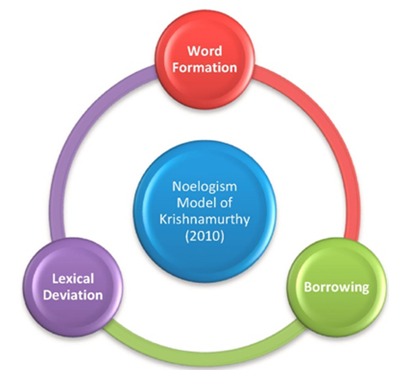 Word
Formation
Noelogism
Model of
Krishnamurthy
(2010)
Lexical
Deviation
Borrowing